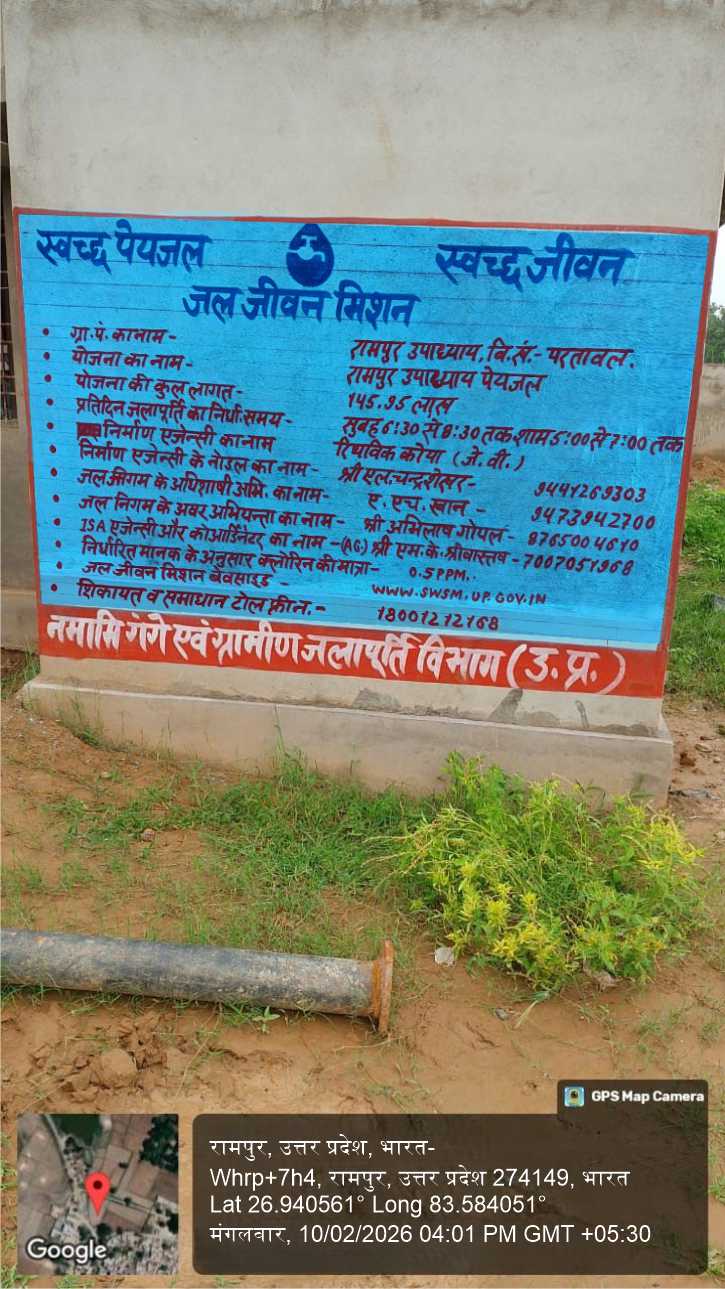 स्वच्छ पेयजल स्वच्छ जीवन
जल जीवन मिशन
• ग्रा.पं. का नाम - रामपुर उपाध्याय, वि.ख.- परतावल.
• योजना का नाम - रामपुर उपाध्याय पेयजल
• योजना की कुल लागत - 145.95 लाख
• प्रतिदिन जलापूर्ति का निर्धा. समय - सुबह 6:30 से 8:30 तक शाम 5:00 से 7:00 तक
• निर्माण एजेन्सी का नाम रिथविक कोया (जे.वी.)
• निर्माण एजेन्सी के नोडल का नाम - श्री एल.चन्द्रशेखर - 9441269303
• जल निगम के अधिशाषी अभि. का नाम - ए.एच.खान - 9473942700
• जल निगम के अवर अभियन्ता का नाम - श्री अभिलाष गोयल - 8765004610
• ISA एजेन्सी और कोआर्डिनेटर का नाम - (AG) श्री एम.के.श्रीवास्तव - 7007051968
• निर्धारित मानक के अनुसार क्लोरिन की मात्रा - 0.5PPM..
• जल जीवन मिशन वेवसाइड - WWW.SWSM.UP.GOV.IN
• शिकायत व समाधान टोल फ्री न. - 18001212168
नमामि गंगे एवं ग्रामीण जलापूर्ति विभाग (उ.प्र.)
GPS Map Camera
रामपुर, उत्तर प्रदेश, भारत-
Whrp+7h4, रामपुर, उत्तर प्रदेश 274149, भारत
Lat 26.940561° Long 83.584051°
मंगलवार, 10/02/2026 04:01 PM GMT +05:30
Google